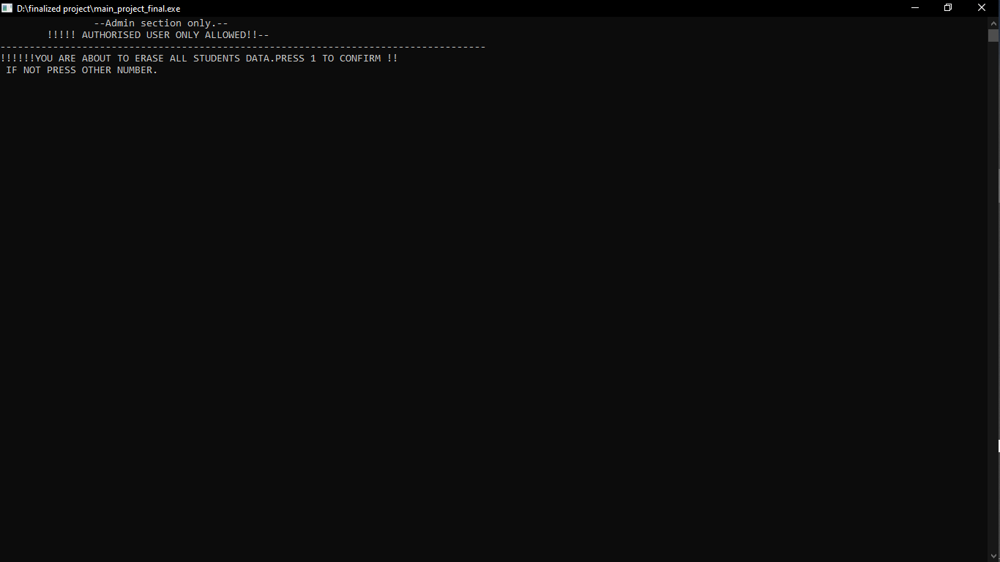 D:\finalized project\main_project_final.exe
--Admin section only.--
!!!!! AUTHORISED USER ONLY ALLOWED!!--
-----------------------------------------------------------------------------------
!!!!!!YOU ARE ABOUT TO ERASE ALL STUDENTS DATA.PRESS 1 TO CONFIRM !!
IF NOT PRESS OTHER NUMBER.